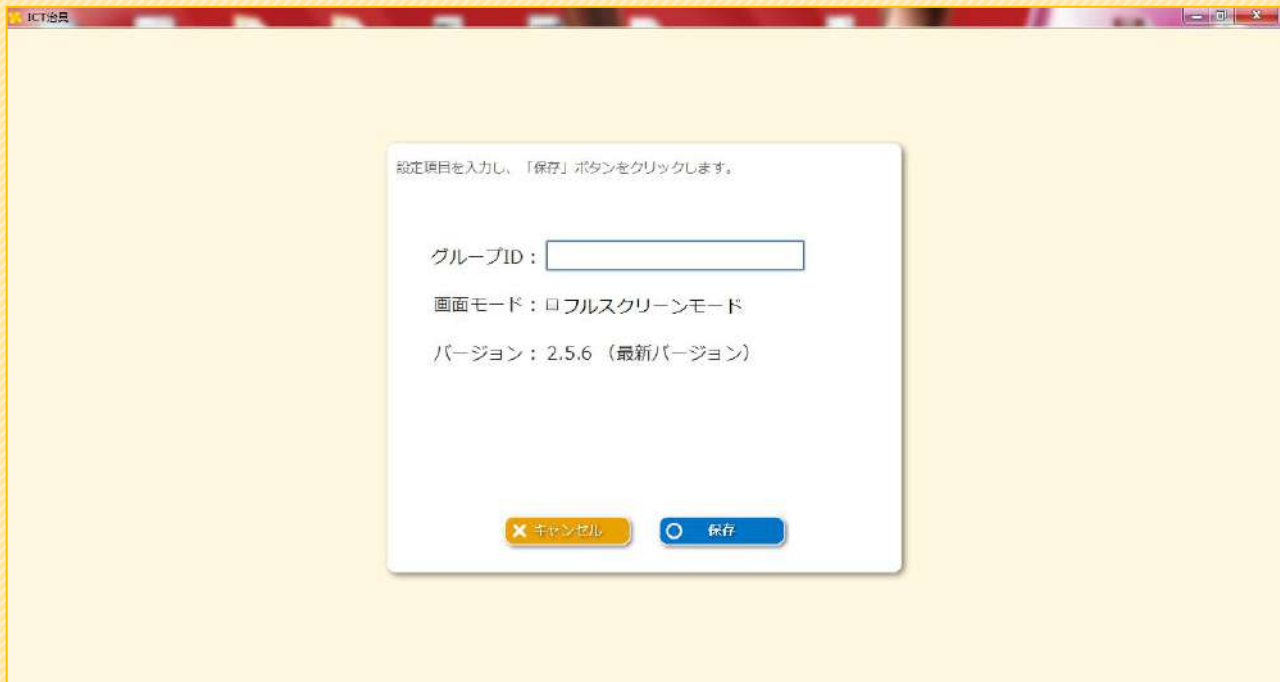 ICT治具
設定項目を入力し、「保存」ボタンをクリックします。
グループID：
画面モード：□フルスクリーンモード
バージョン：2.5.6 （最新バージョン）
キャンセル
保存